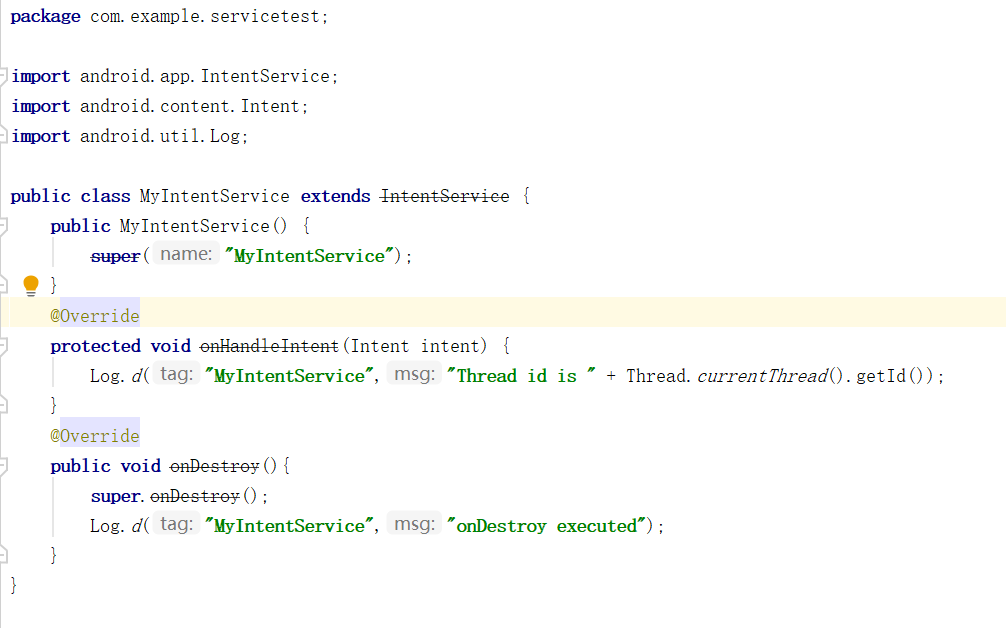 package com.example.servicetest;
import android.app.IntentService;
import android.content.Intent;
import android.util.Log;
public class MyIntentService extends IntentService {
public MyIntentService() {
super( name: "MyIntentService");
}
@Override
protected void onHandleIntent(Intent intent) {
Log.d( tag: "MyIntentService", msg: "Thread id is " + Thread.currentThread().getId());
}
@Override
public void onDestroy(){
super.onDestroy();
Log.d( tag: "MyIntentService", msg: "onDestroy executed");
}
}